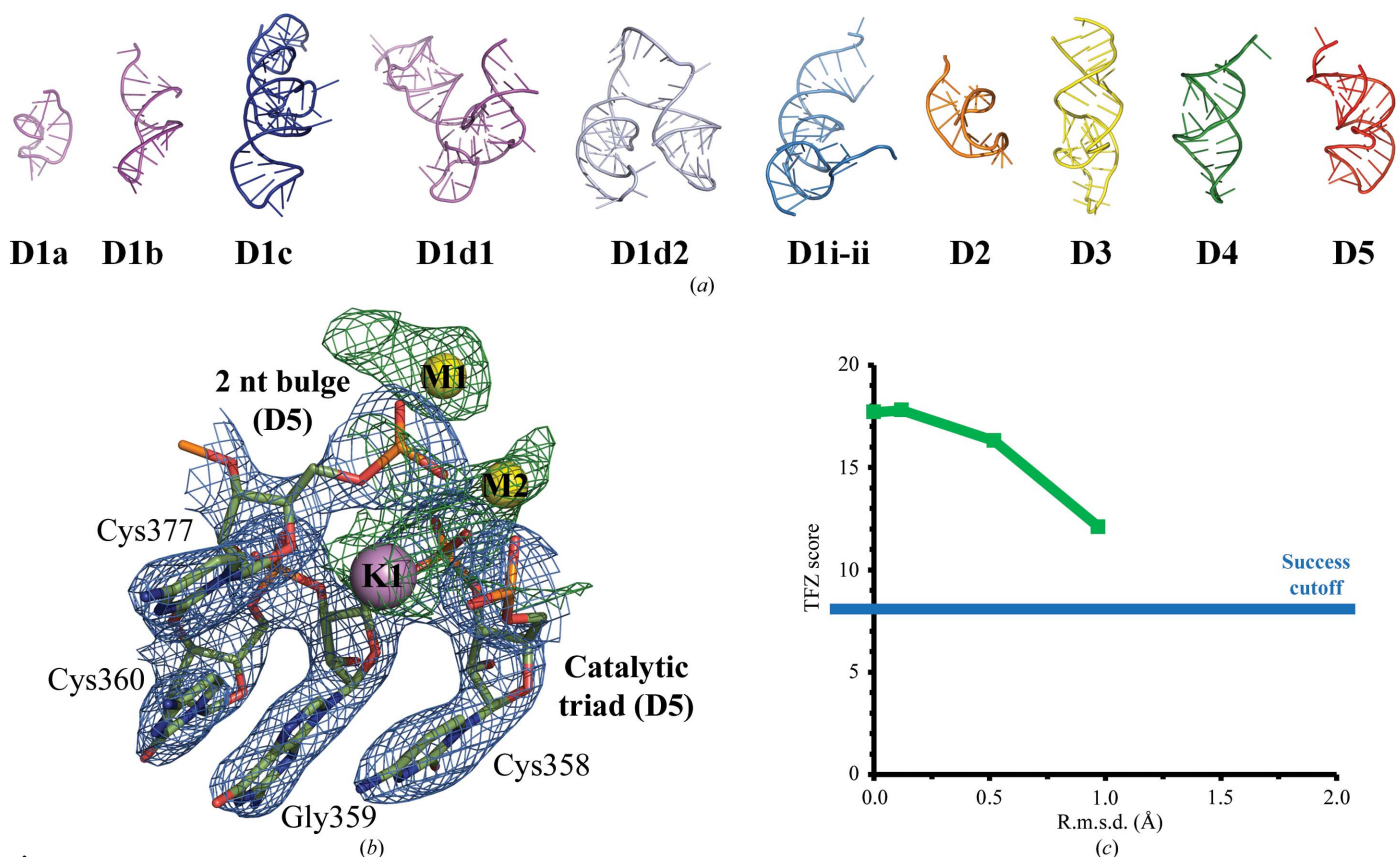 D1a D1b D1c D1d1 D1d2 D1i-ii D2 D3 D4 D5
(a)
2 nt bulge
(D5)
M1
M2
K1
Cys377
Cys360
Gly359
Cys358
Catalytic
triad (D5)
(b)
20
15
10
5
0
TFZ score
Success
cutoff
0.0 0.5 1.0 1.5 2.0
R.m.s.d. (Å)
(c)